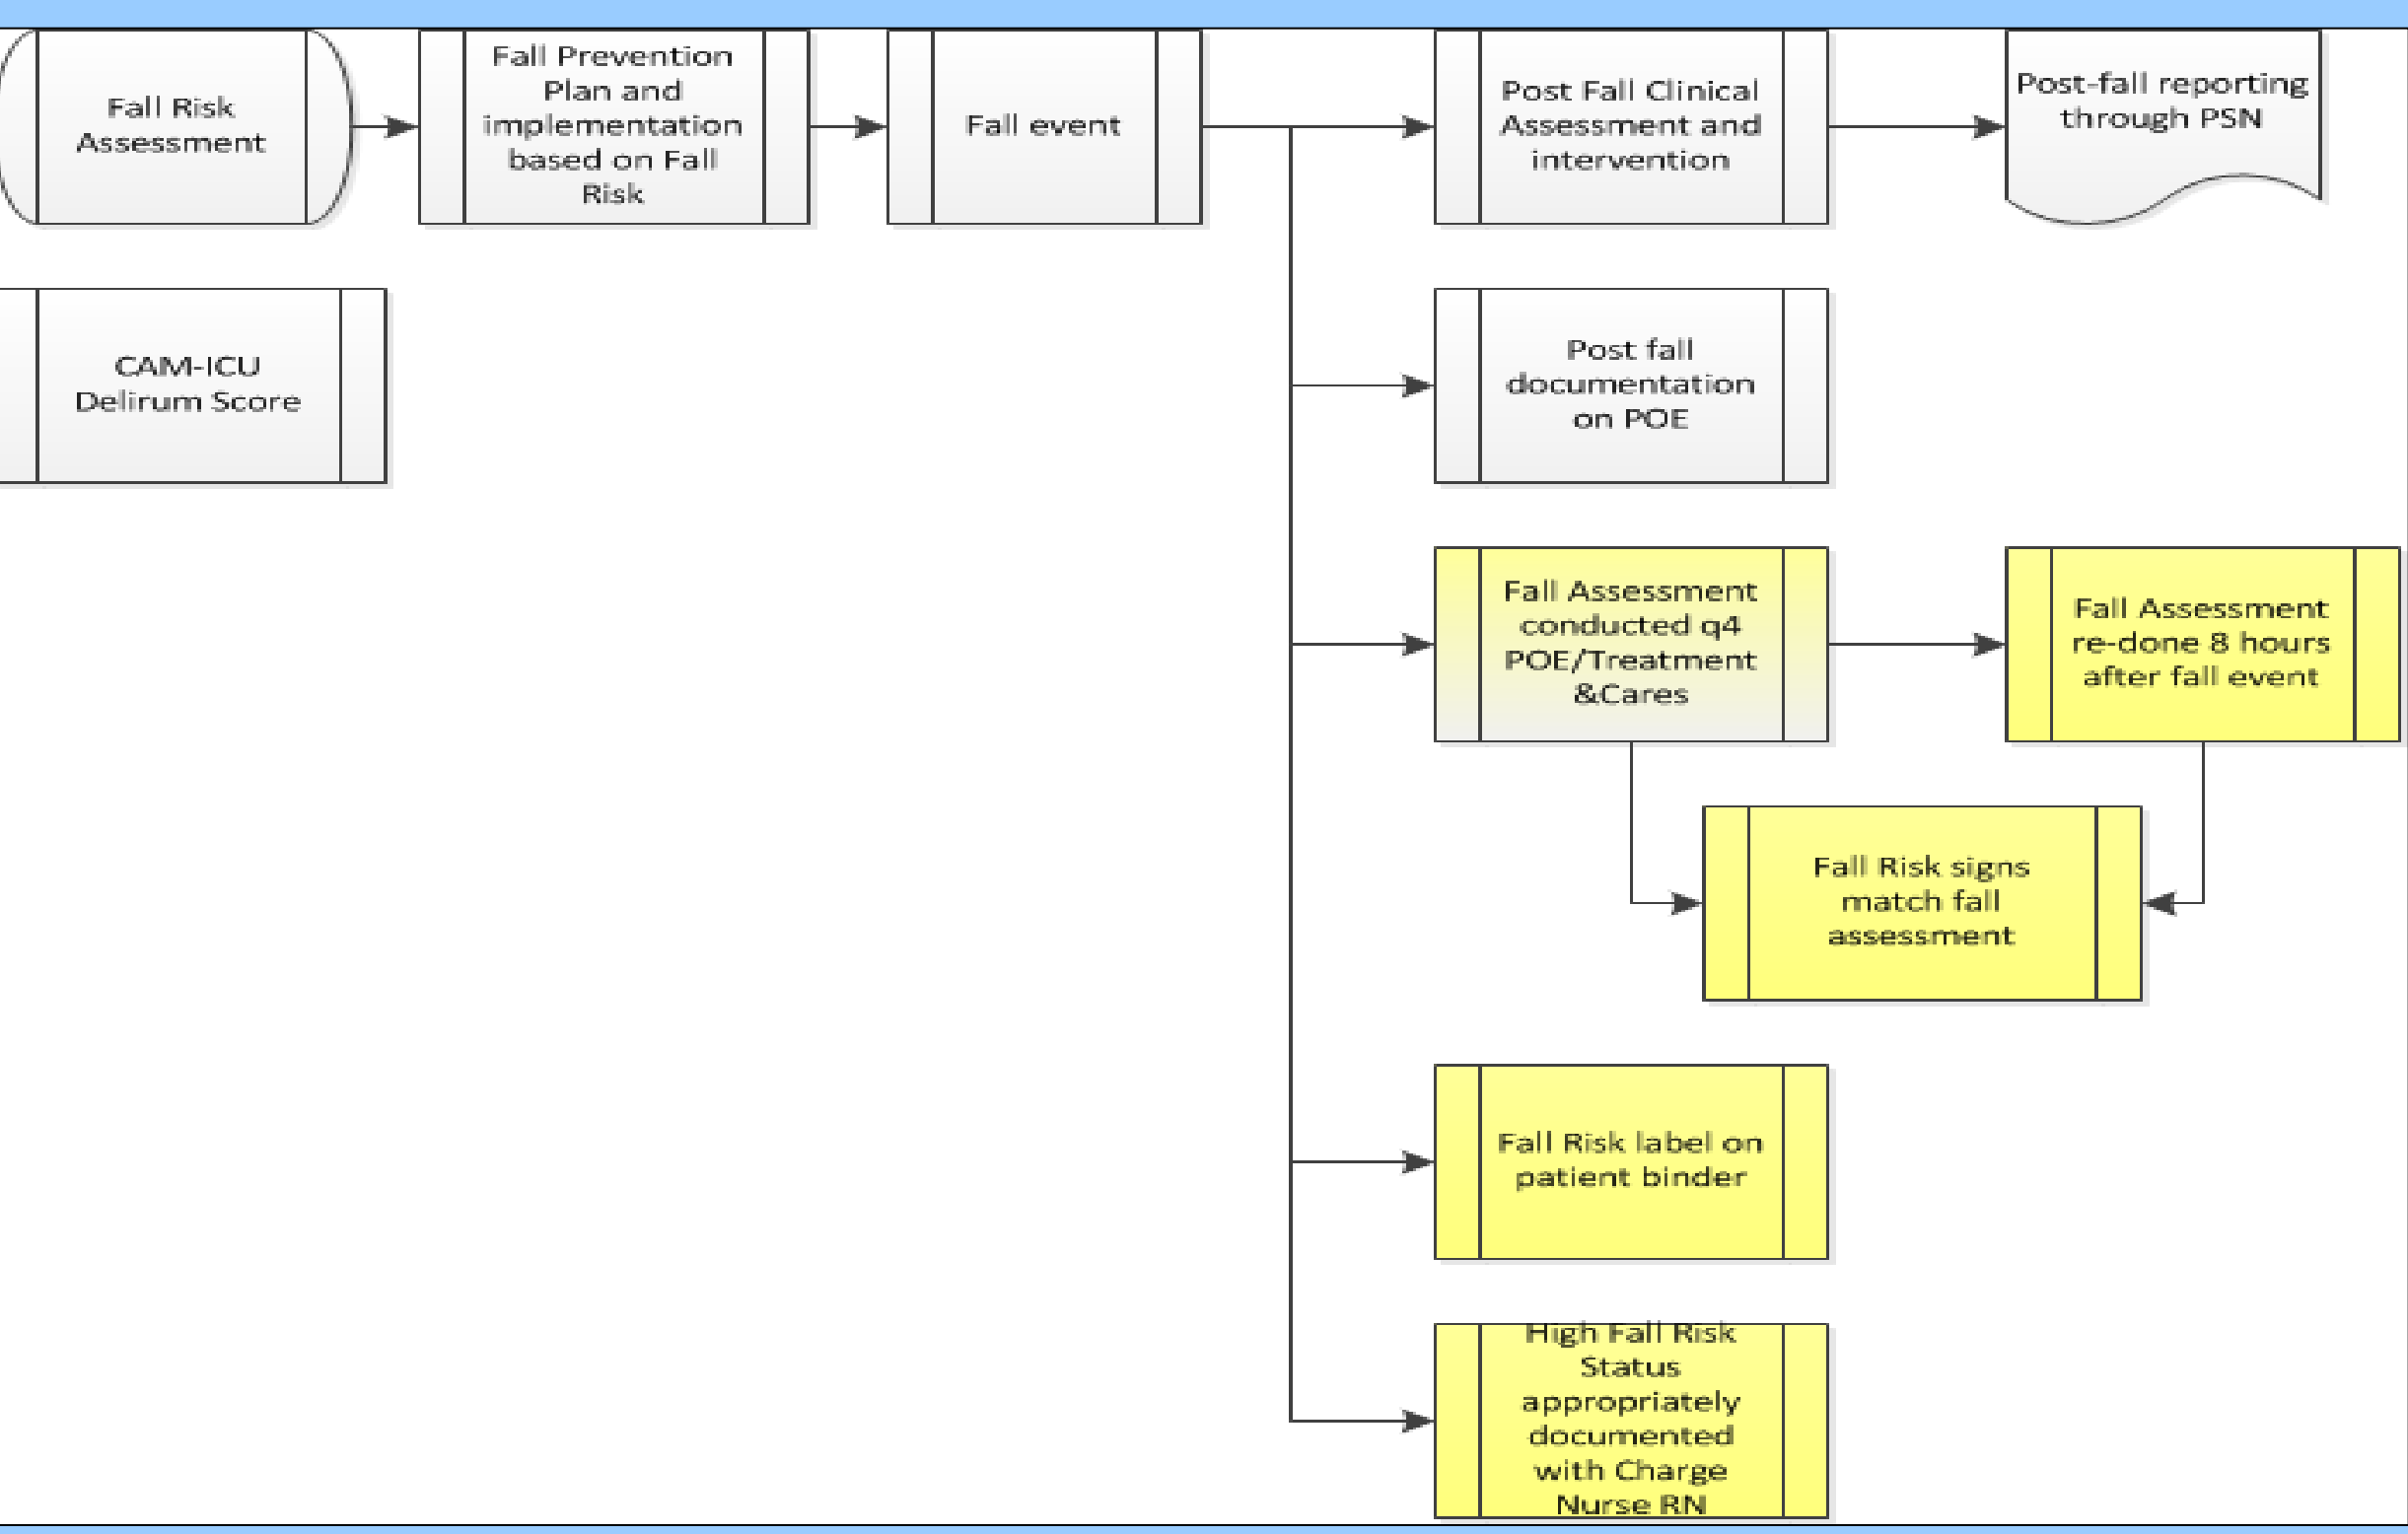 Fall Risk
Assessment
Fall Prevention
Plan and
implementation
based on Fall
Risk
Fall event
Post Fall Clinical
Assessment and
intervention
Post-fall reporting
through PSN
CAM-ICU
Delirum Score
Post fall
documentation
on POE
Fall Assessment
conducted q4
POE/Treatment
&Cares
Fall Assessment
re-done 8 hours
after fall event
Fall Risk signs
match fall
assessment
Fall Risk label on
patient binder
High Fall Risk
Status
appropriately
documented
with Charge
Nurse RN